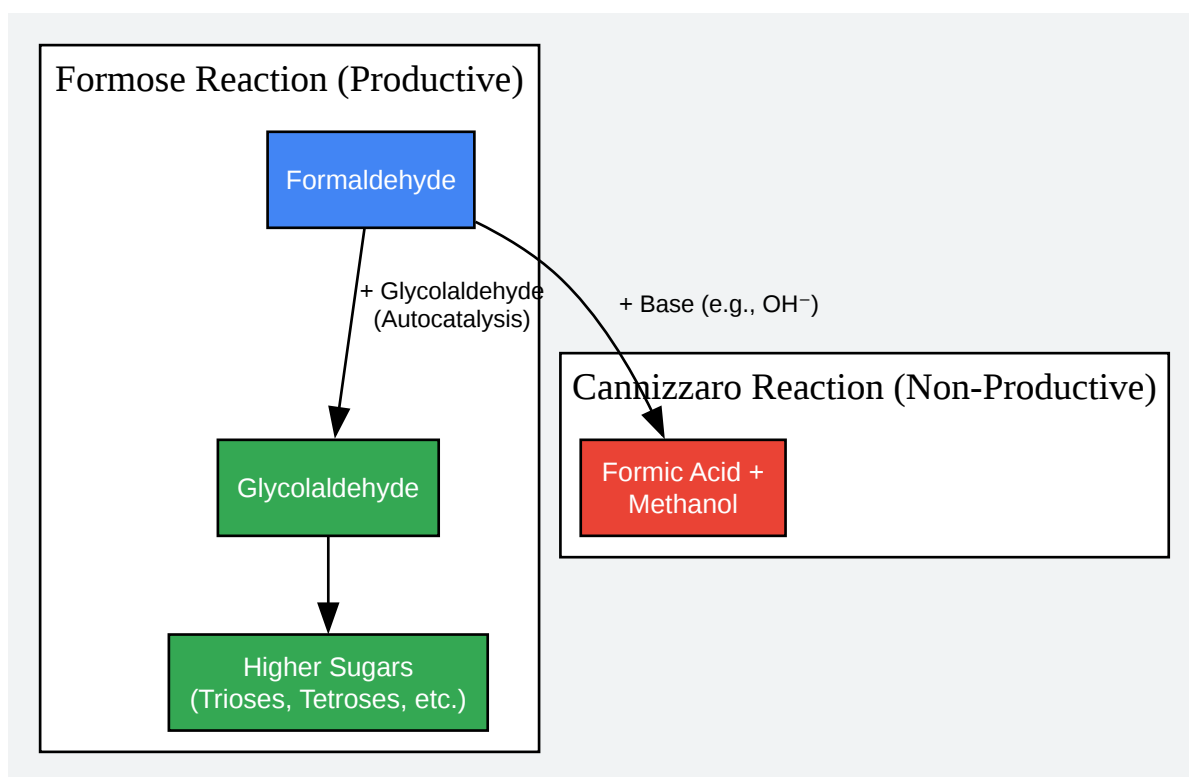 Formose Reaction (Productive)
Formaldehyde
+ Glycolaldehyde
(Autocatalysis)
+ Base (e.g., OH⁻)
Cannizzaro Reaction (Non-Productive)
Glycolaldehyde
Formic Acid +
Methanol
Higher Sugars
(Trioses, Tetroses, etc.)